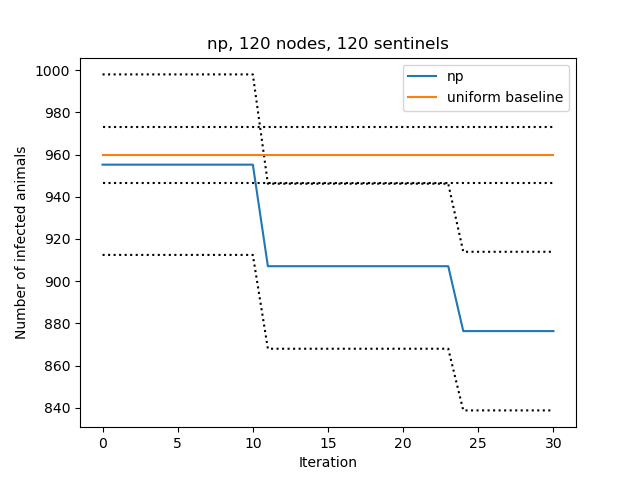 np, 120 nodes, 120 sentinels
np
uniform baseline
Number of infected animals
1000
980
960
940
920
900
880
860
840
0 5 10 15 20 25 30
Iteration